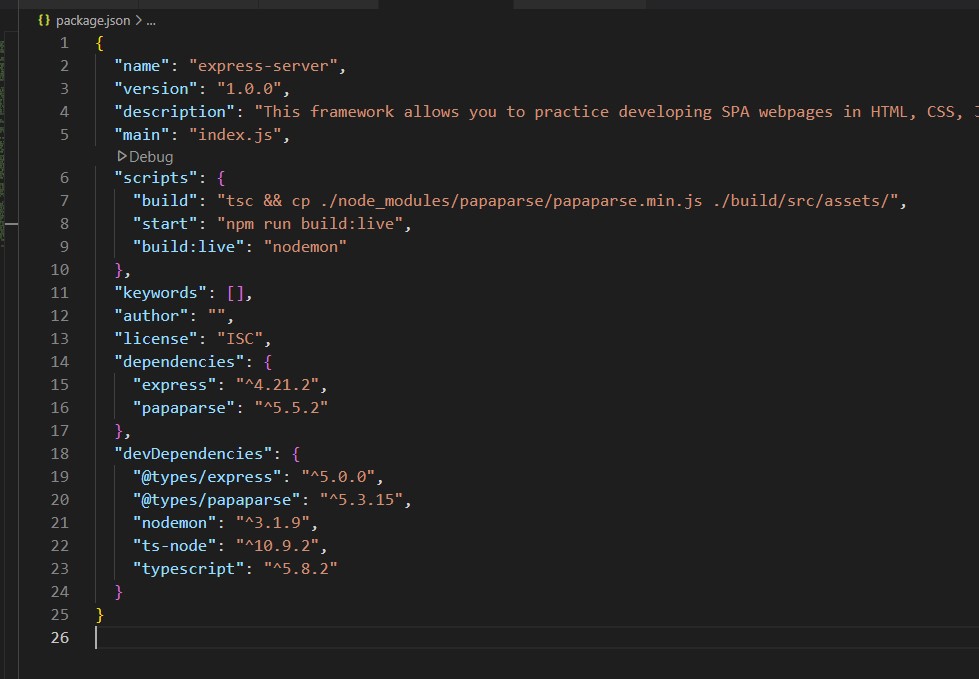 {} package.json > ...
1 {
2 "name": "express-server",
3 "version": "1.0.0",
4 "description": "This framework allows you to practice developing SPA webpages in HTML, CSS,
5 "main": "index.js",
Debug
6 "scripts": {
7 "build": "tsc && cp ./node_modules/papaparse/papaparse.min.js ./build/src/assets/",
8 "start": "npm run build:live",
9 "build:live": "nodemon"
10 },
11 "keywords": [],
12 "author": "",
13 "license": "ISC",
14 "dependencies": {
15 "express": "^4.21.2",
16 "papaparse": "^5.5.2"
17 },
18 "devDependencies": {
19 "@types/express": "^5.0.0",
20 "@types/papaparse": "^5.3.15",
21 "nodemon": "^3.1.9",
22 "ts-node": "^10.9.2",
23 "typescript": "^5.8.2"
24 }
25 }
26